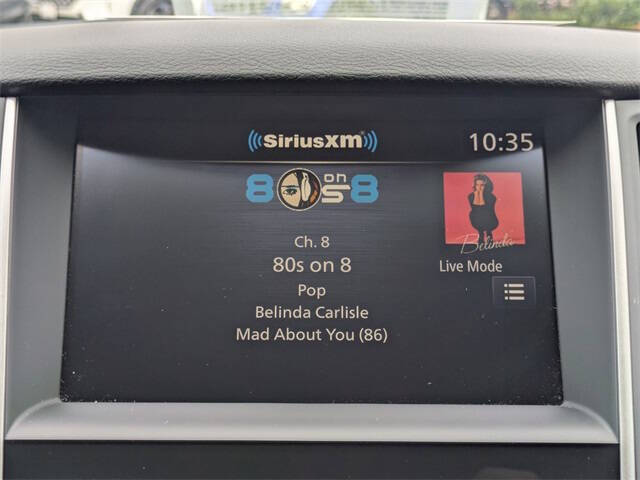 SiriusXM
10:35
8 on 8
80s
Ch. 8
80s on 8
Pop
Belinda Carlisle
Mad About You (86)
Belinda
Live Mode